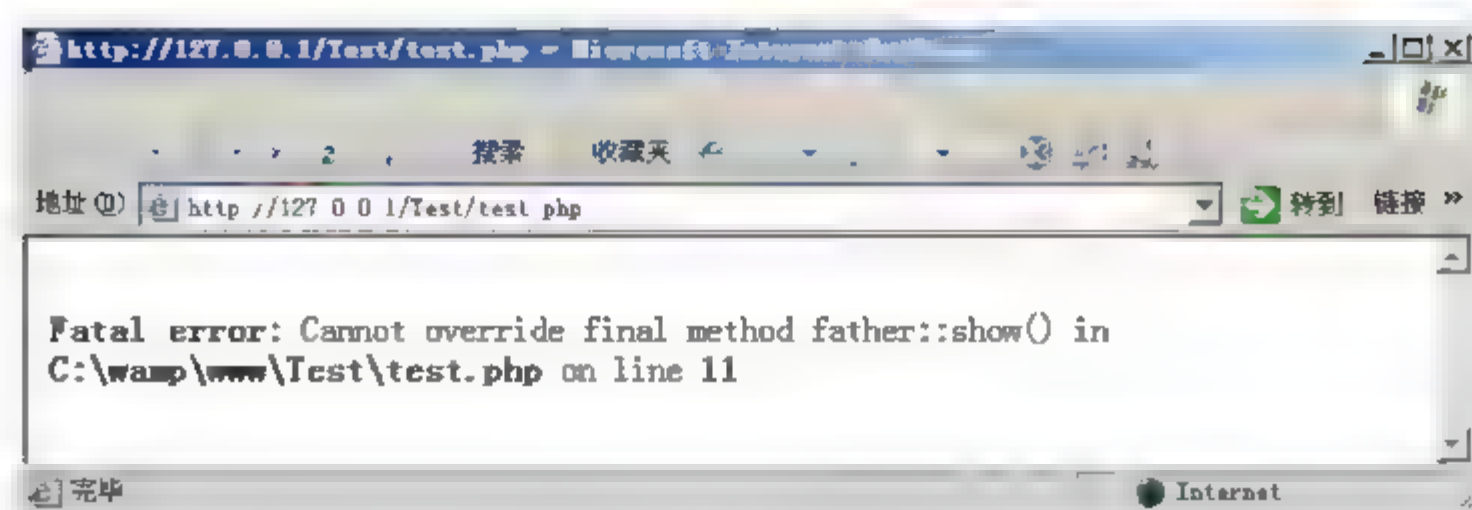 http://127.0.0.1/Test/test.php - Microsoft
搜索 收藏夹
地址(D) http //127 0 0 1/Test/test php 转到 链接 »
Fatal error: Cannot override final method father::show() in
C:\wamp\www\Test\test.php on line 11
完毕 Internet